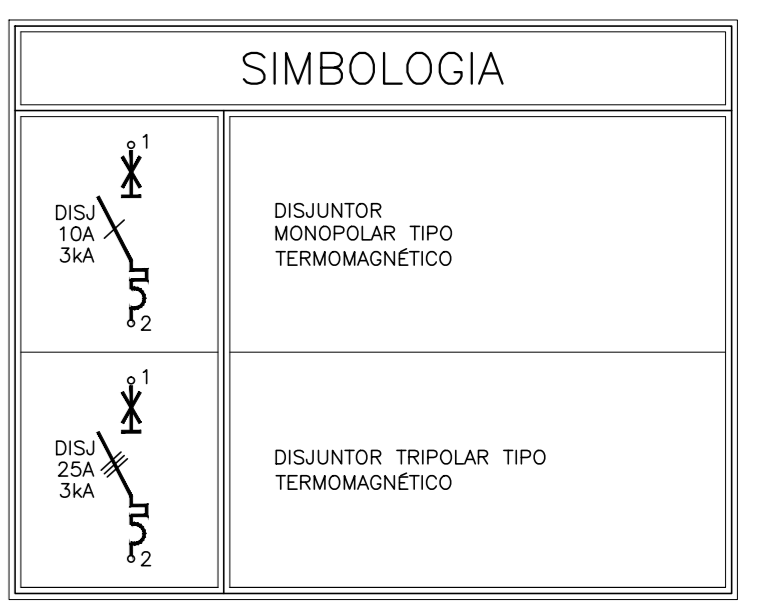 SIMBOLOGIA
1
DISJ
10A
3kA
2
DISJUNTOR
MONOPOLAR TIPO
TERMOMAGNÉTICO
1
DISJ
25A
3kA
2
DISJUNTOR TRIPOLAR TIPO
TERMOMAGNÉTICO